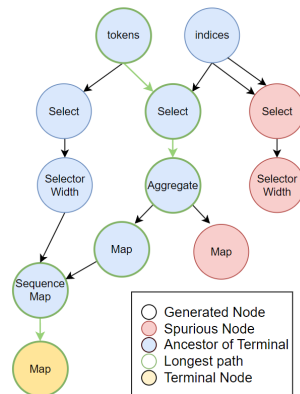 tokens
indices
Select
Select
Select
Selector
Width
Aggregate
Selector
Width
Map
Map
Sequence
Map
Map
Generated Node
Spurious Node
Ancestor of Terminal
Longest path
Terminal Node